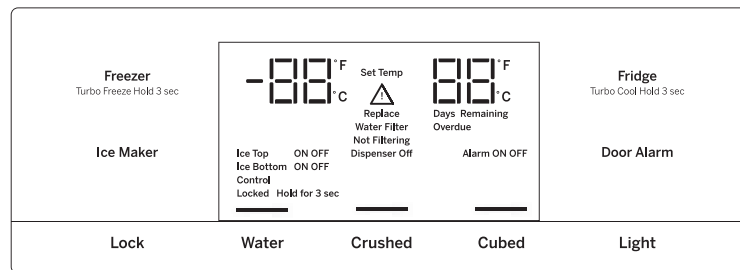 Freezer
Turbo Freeze Hold 3 sec
Ice Maker
-88 °F °C
Set Temp
88 °F °C
Replace
Water Filter
Not Filtering
Dispenser Off
Days Remaining
Overdue
Ice Top ON OFF
Ice Bottom ON OFF
Control
Locked Hold for 3 sec
Alarm ON OFF
Fridge
Turbo Cool Hold 3 sec
Door Alarm
Lock Water Crushed Cubed Light